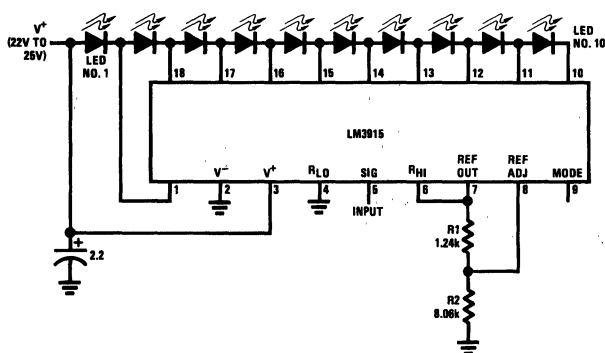 V+
(22V TO
25V)
LED
NO. 1
LED
NO. 10
18 17 16 15 14 13 12 11 10
LM3915
V− V+ RLO SIG RHI REF OUT REF ADJ MODE
1 2 3 4 5 6 7 8 9
INPUT
R1
1.24k
+
2.2
R2
8.06k